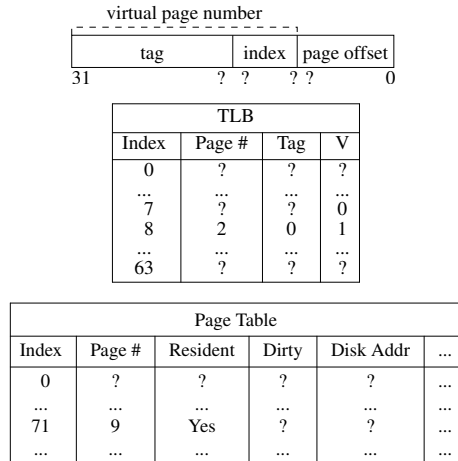 virtual page number
tag index page offset
31 ? ? ? ? 0
TLB
Index Page # Tag V
0 ? ? ?
... ... ... ...
7 ? ? 0
8 2 0 1
... ... ... ...
63 ? ? ?
Page Table
Index Page # Resident Dirty Disk Addr ...
0 ? ? ? ? ...
... ... ... ... ... ...
71 9 Yes ? ? ...
... ... ... ... ... ...